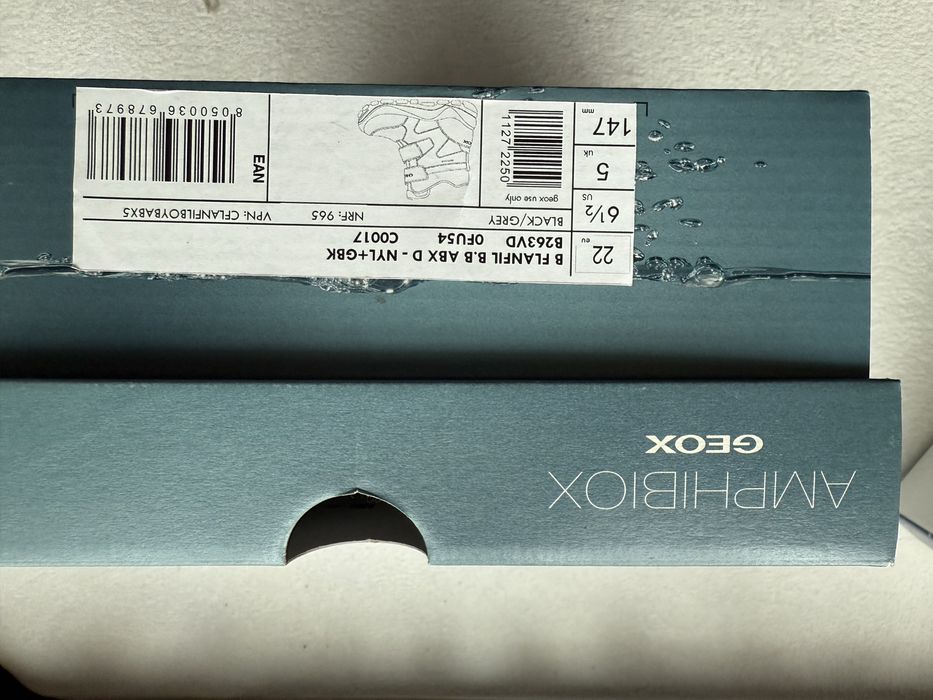 AMPHIBIOX
GEOX
22 eu
6½ US
5 uk
147 mm
B FLANFIL B.B ABX D - NYL+GBK
B263VD 0FU54 C0017
BLACK/GREY NRF: 965 VPN: CFLANFILBOYBABX5
geox use only
1127 2250
EAN
8 050036 678973